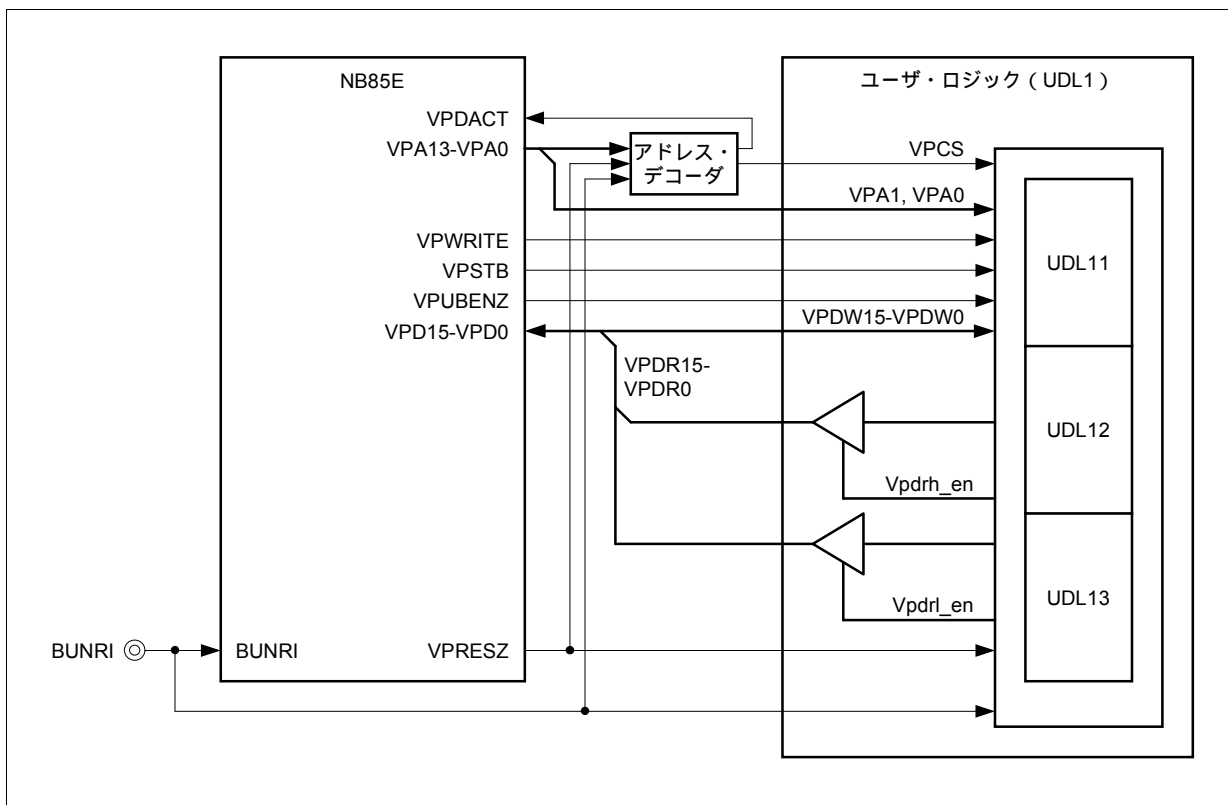 NB85E
ユーザ・ロジック（UDL1）
VPDACT
VPA13-VPA0
アドレス・
デコーダ
VPCS
VPA1, VPA0
VPWRITE
VPSTB
VPUBENZ
VPD15-VPD0
VPDW15-VPDW0
VPDR15-
VPDR0
UDL11
UDL12
Vpdrh_en
UDL13
Vpdrl_en
BUNRI
BUNRI
VPRESZ